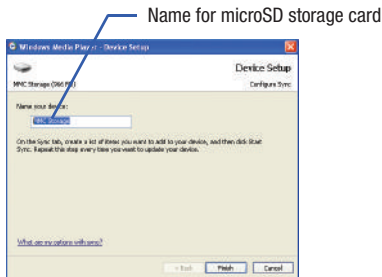 Name for microSD storage card
Windows Media Player - Device Setup
Device Setup
MMC Storage (966 MB)
Configure Sync
Name your device:
MMC Storage
On the Sync tab, create a list of items you want to add to your device, and then click Start
Sync. Repeat this step every time you want to update your device.
What are my options with sync?
< Back
Finish
Cancel